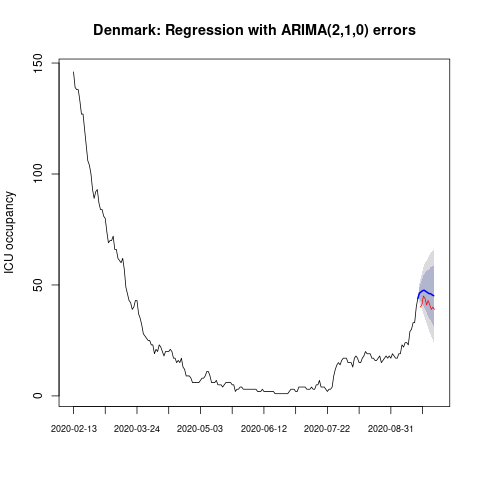 Denmark: Regression with ARIMA(2,1,0) errors
ICU occupancy
150
100
50
0
2020-02-13 2020-03-24 2020-05-03 2020-06-12 2020-07-22 2020-08-31